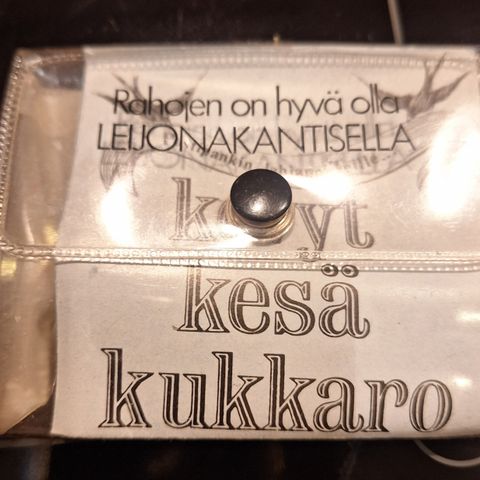 Rahojen on hyvä olla
LEIJONAKANTISELLA
kesä
kukkaro